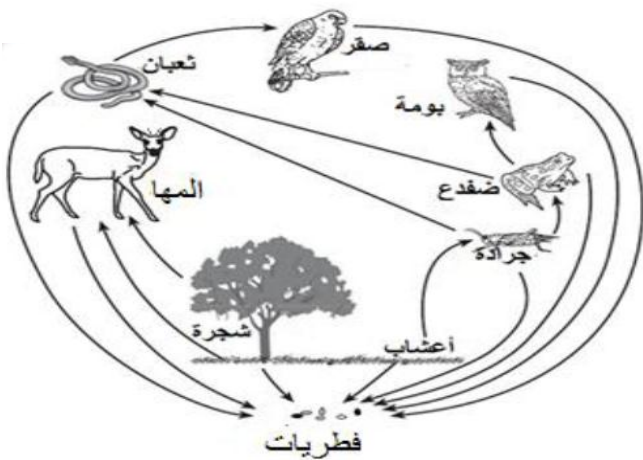 صقر
ثعبان
بومة
المها
ضفدع
جرادة
شجرة
أعشاب
فطريات